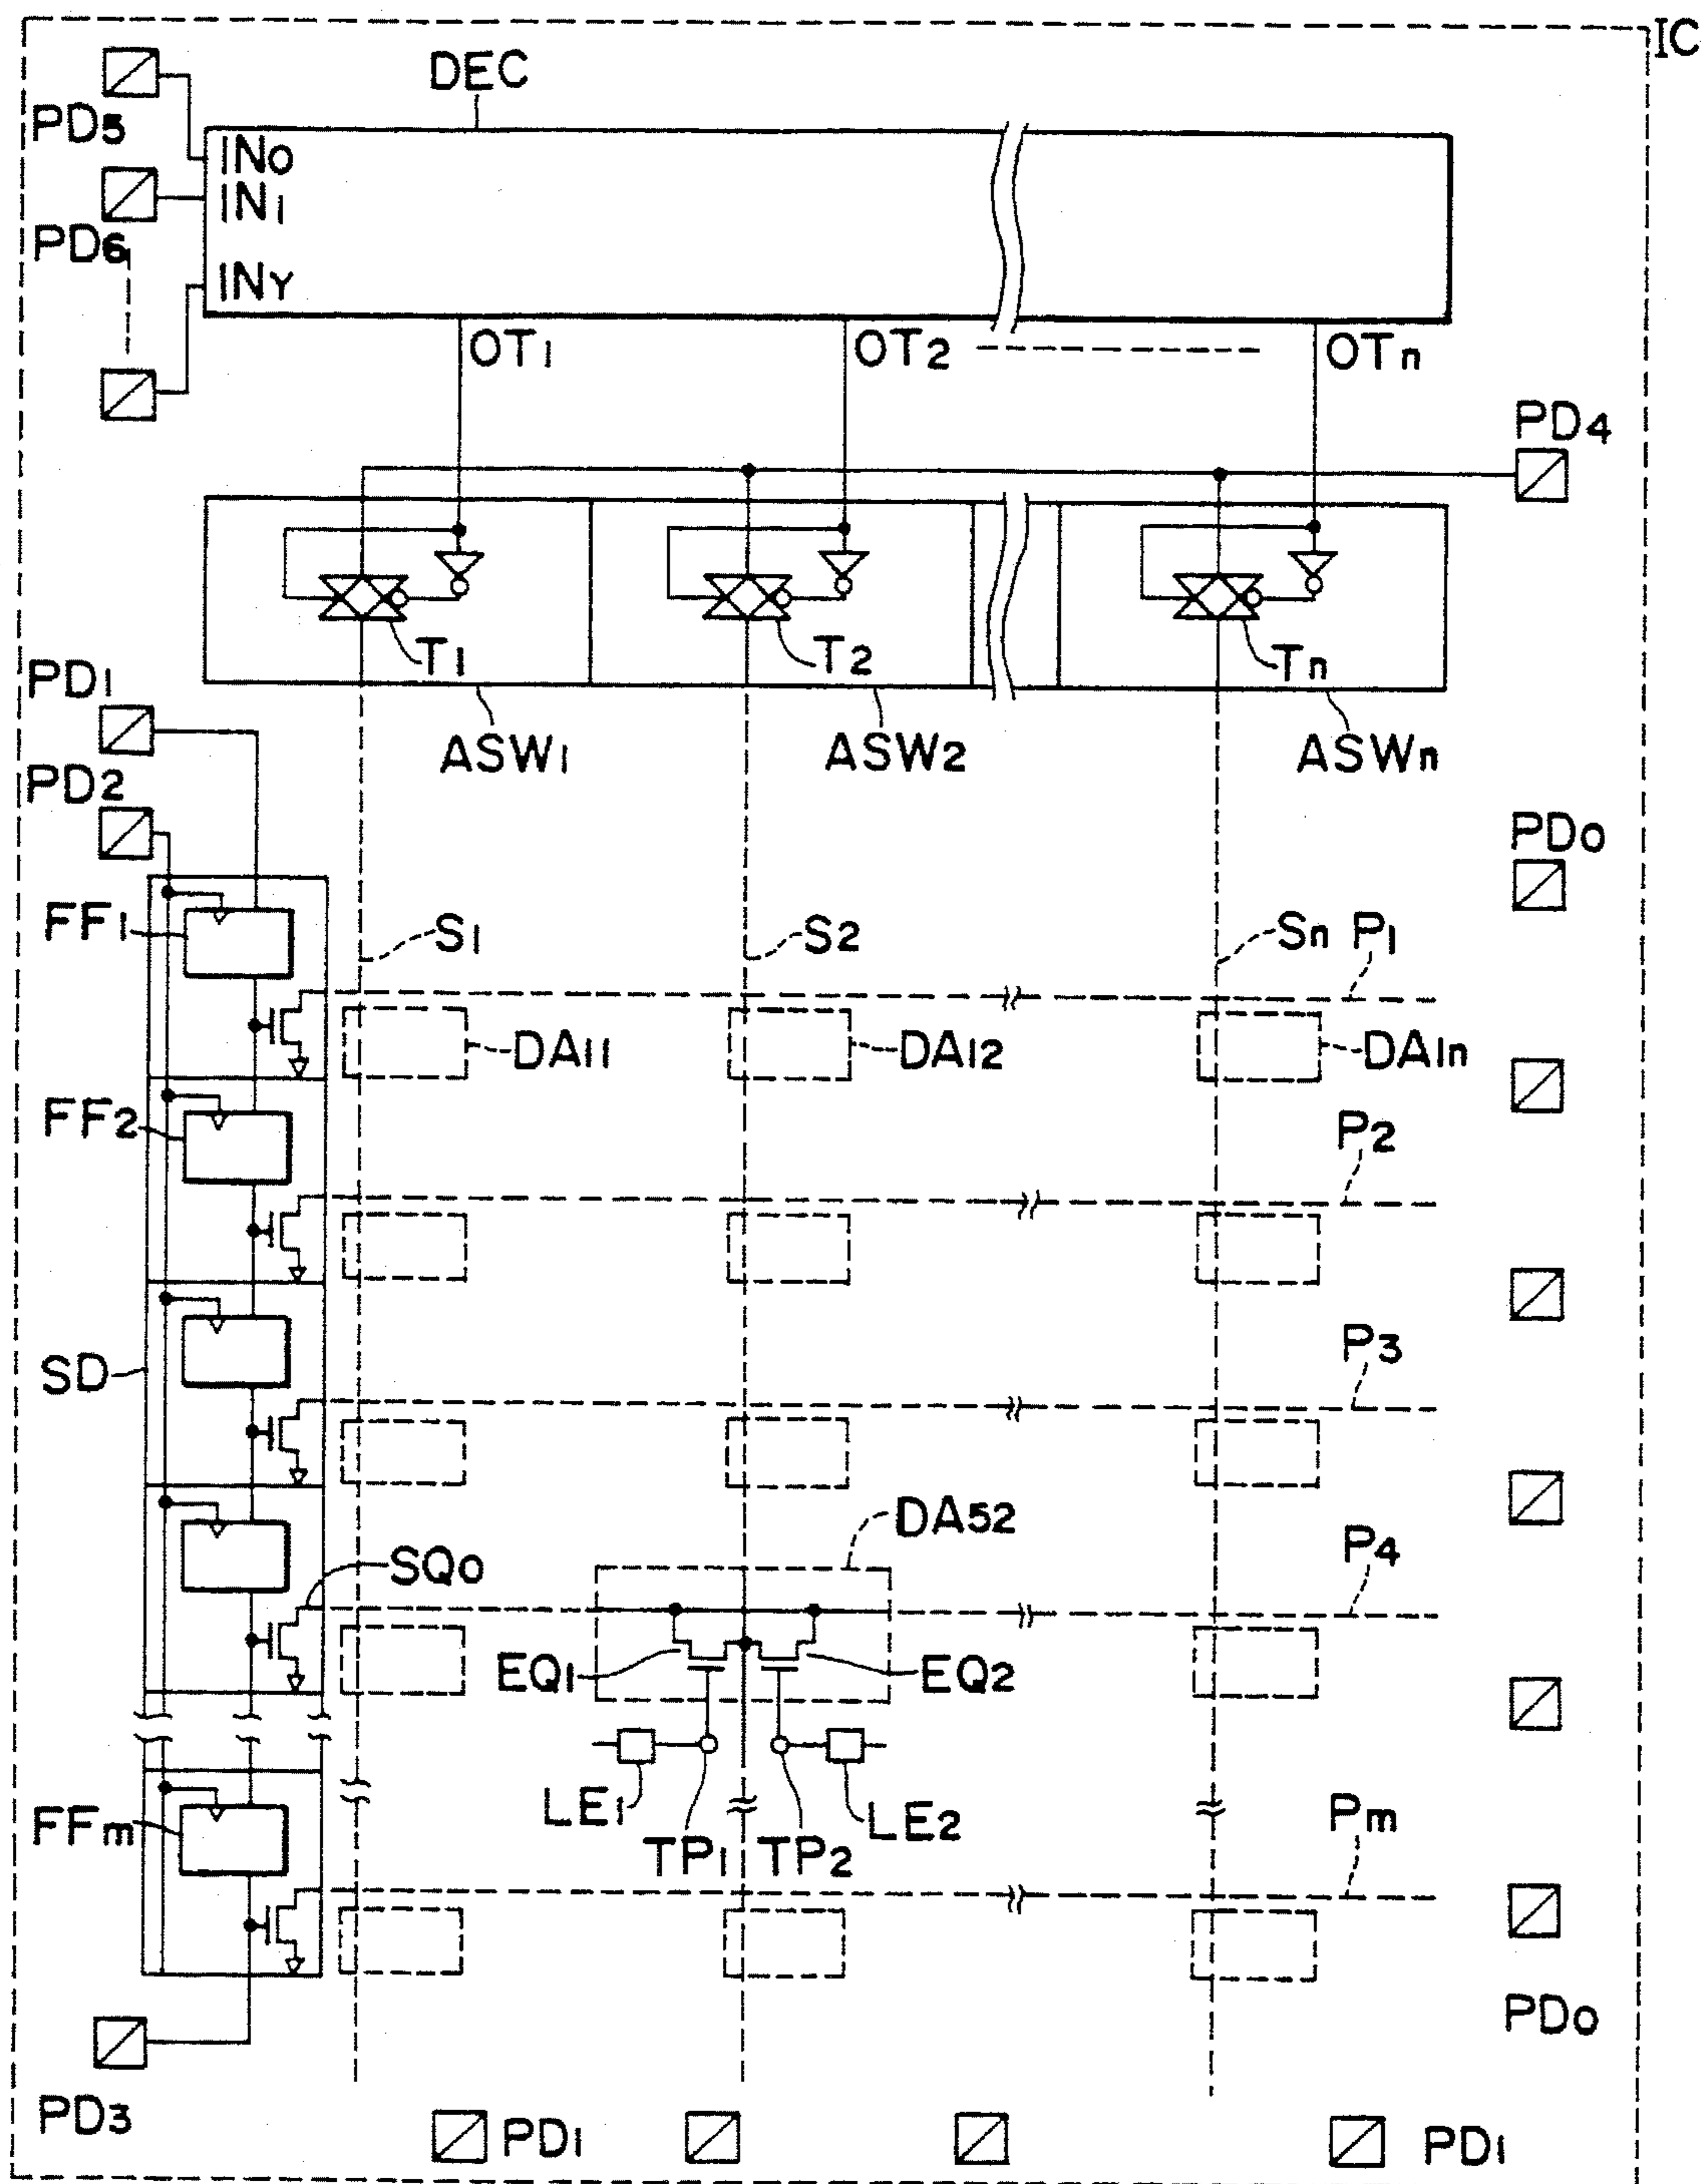 IC
DEC
PD5
IN0
IN1
PD6
INY
OT1
OT2
OTn
PD4
T1
T2
Tn
PD1
ASW1
ASW2
ASWn
PD2
PD0
FF1
S1
S2
Sn
P1
DA11
DA12
DA1n
FF2
P2
SD
P3
DA52
SQ0
P4
EQ1
EQ2
LE1
LE2
FFm
TP1
TP2
Pm
PD0
PD3
PD1
PD1